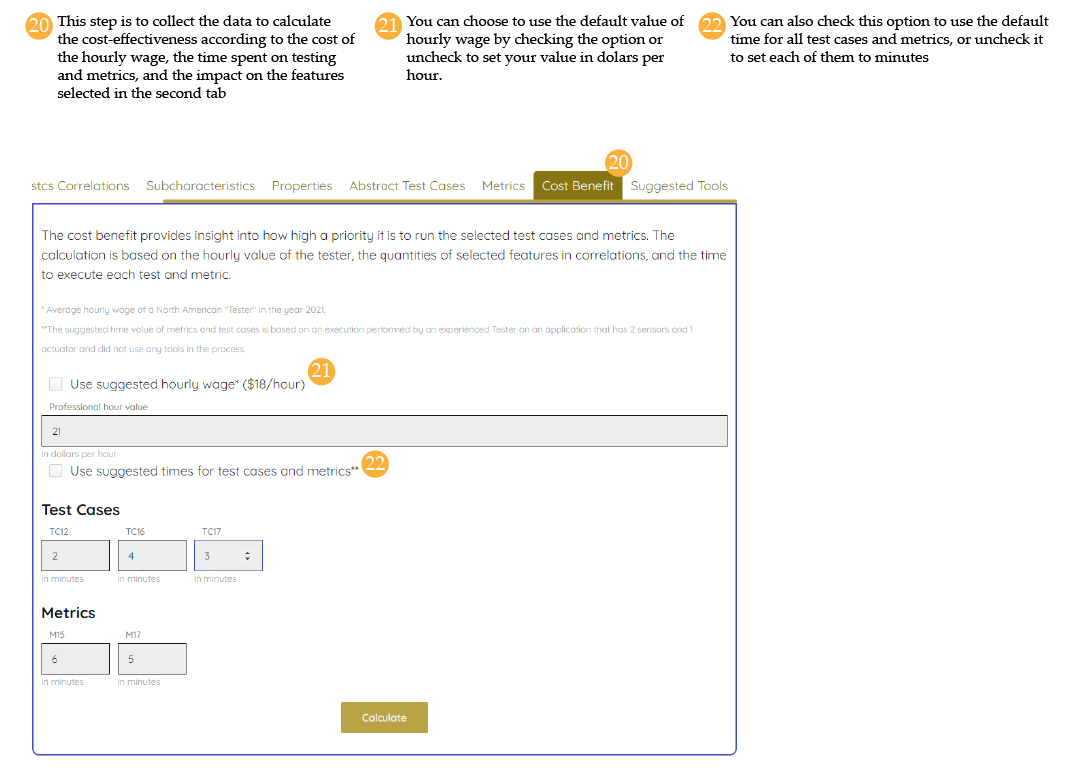 20 This step is to collect the data to calculate
the cost-effectiveness according to the cost of
the hourly wage, the time spent on testing
and metrics, and the impact on the features
selected in the second tab
21 You can choose to use the default value of
hourly wage by checking the option or
uncheck to set your value in dolars per
hour.
22 You can also check this option to use the default
time for all test cases and metrics, or uncheck it
to set each of them to minutes
20
stcs Correlations Subcharacteristics Properties Abstract Test Cases Metrics Cost Benefit Suggested Tools
The cost benefit provides insight into how high a priority it is to run the selected test cases and metrics. The
calculation is based on the hourly value of the tester, the quantities of selected features in correlations, and the time
to execute each test and metric.
* Average hourly wage of a North American "Tester" in the year 2021.
**The suggested time value of metrics and test cases is based on an execution performed by an experienced Tester on an application that has 2 sensors and 1
actuator and did not use any tools in the process.
Use suggested hourly wage* ($18/hour) 21
Professional hour value
21
in dollars per hour
Use suggested times for test cases and metrics** 22
Test Cases
TC12 TC16 TC17
2 4 3
in minutes in minutes in minutes
Metrics
M15 M17
6 5
in minutes in minutes
Calculate